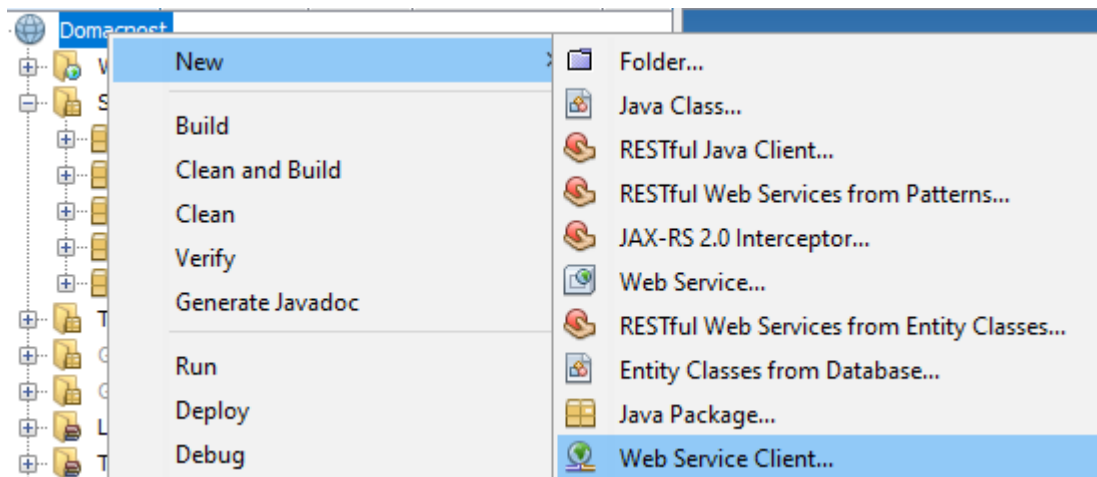 Domacnost
New
Build
Clean and Build
Clean
Verify
Generate Javadoc
Run
Deploy
Debug
Folder...
Java Class...
RESTful Java Client...
RESTful Web Services from Patterns...
JAX-RS 2.0 Interceptor...
Web Service...
RESTful Web Services from Entity Classes...
Entity Classes from Database...
Java Package...
Web Service Client...